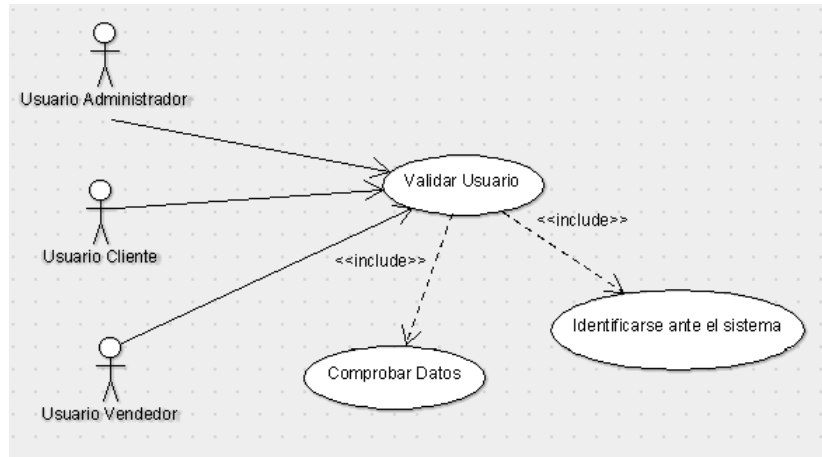 Usuario Administrador
Validar Usuario
<<include>>
Usuario Cliente
<<include>>
Identificarse ante el sistema
Comprobar Datos
Usuario Vendedor